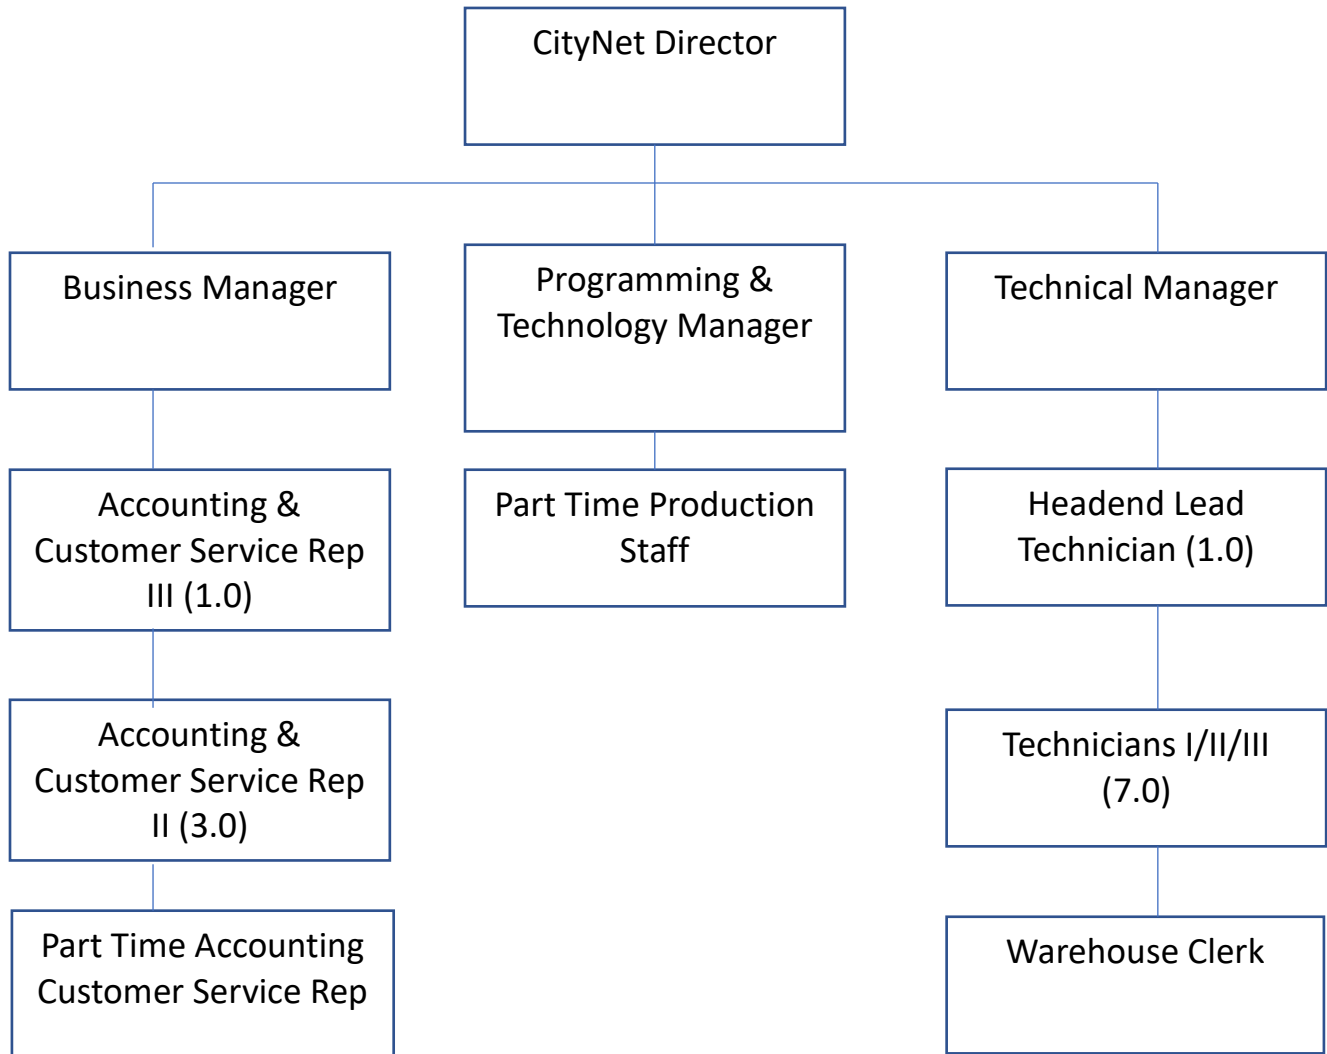 CityNet Director
Business Manager
Programming &
Technology Manager
Technical Manager
Accounting &
Customer Service Rep
III (1.0)
Part Time Production
Staff
Headend Lead
Technician (1.0)
Accounting &
Customer Service Rep
II (3.0)
Technicians I/II/III
(7.0)
Part Time Accounting
Customer Service Rep
Warehouse Clerk